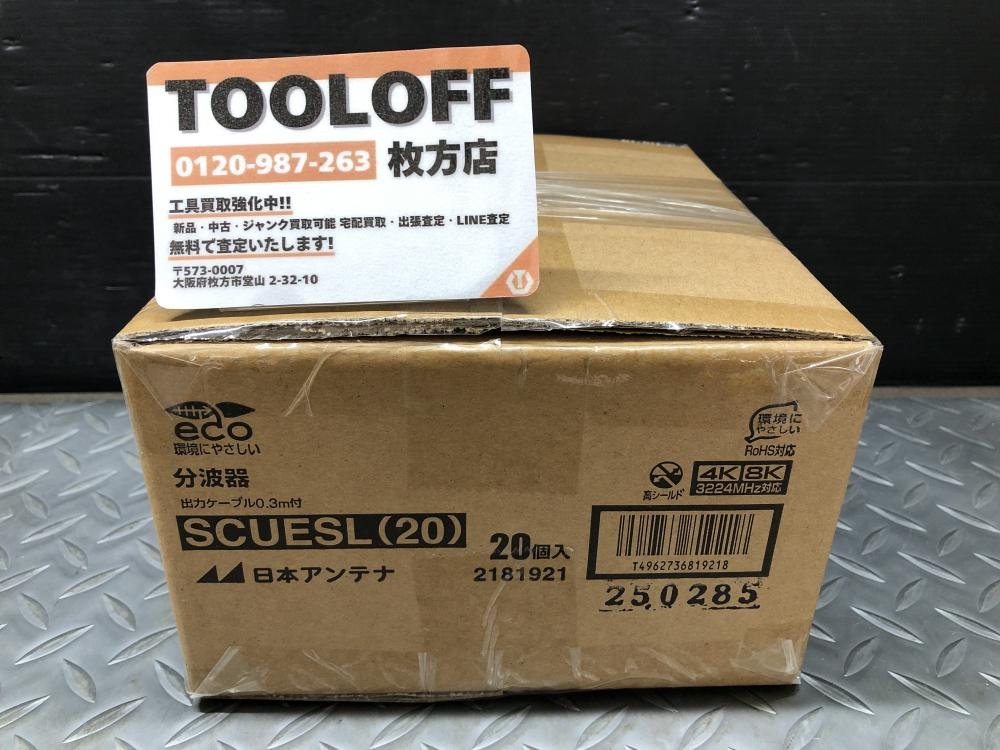 TOOLOFF
0120-987-263 枚方店
工具買取強化中!!
新品・中古・ジャンク買取可能 宅配買取・出張査定・LINE査定
無料で査定いたします!
〒573-0007
大阪府枚方市堂山 2-32-10
eco
環境にやさしい
分波器
出力ケーブル0.3m付
SCUESL(20)
20個入
日本アンテナ
2181921
環境に
やさしい
RoHS対応
高シールド
4K 8K
3224MHz対応
T4962736819218
250285